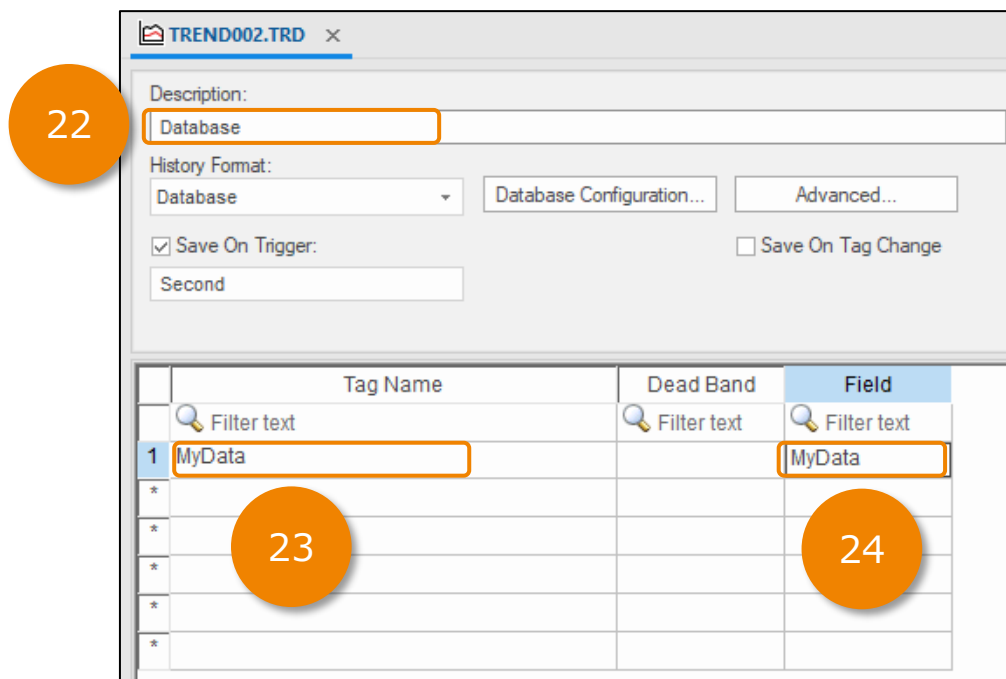 TREND002.TRD ×
Description:
22
Database
History Format:
Database
Database Configuration...
Advanced...
Save On Trigger:
Save On Tag Change
Second
Tag Name
Dead Band
Field
Filter text
Filter text
Filter text
1
MyData
MyData
*
*
*
*
*
23
24